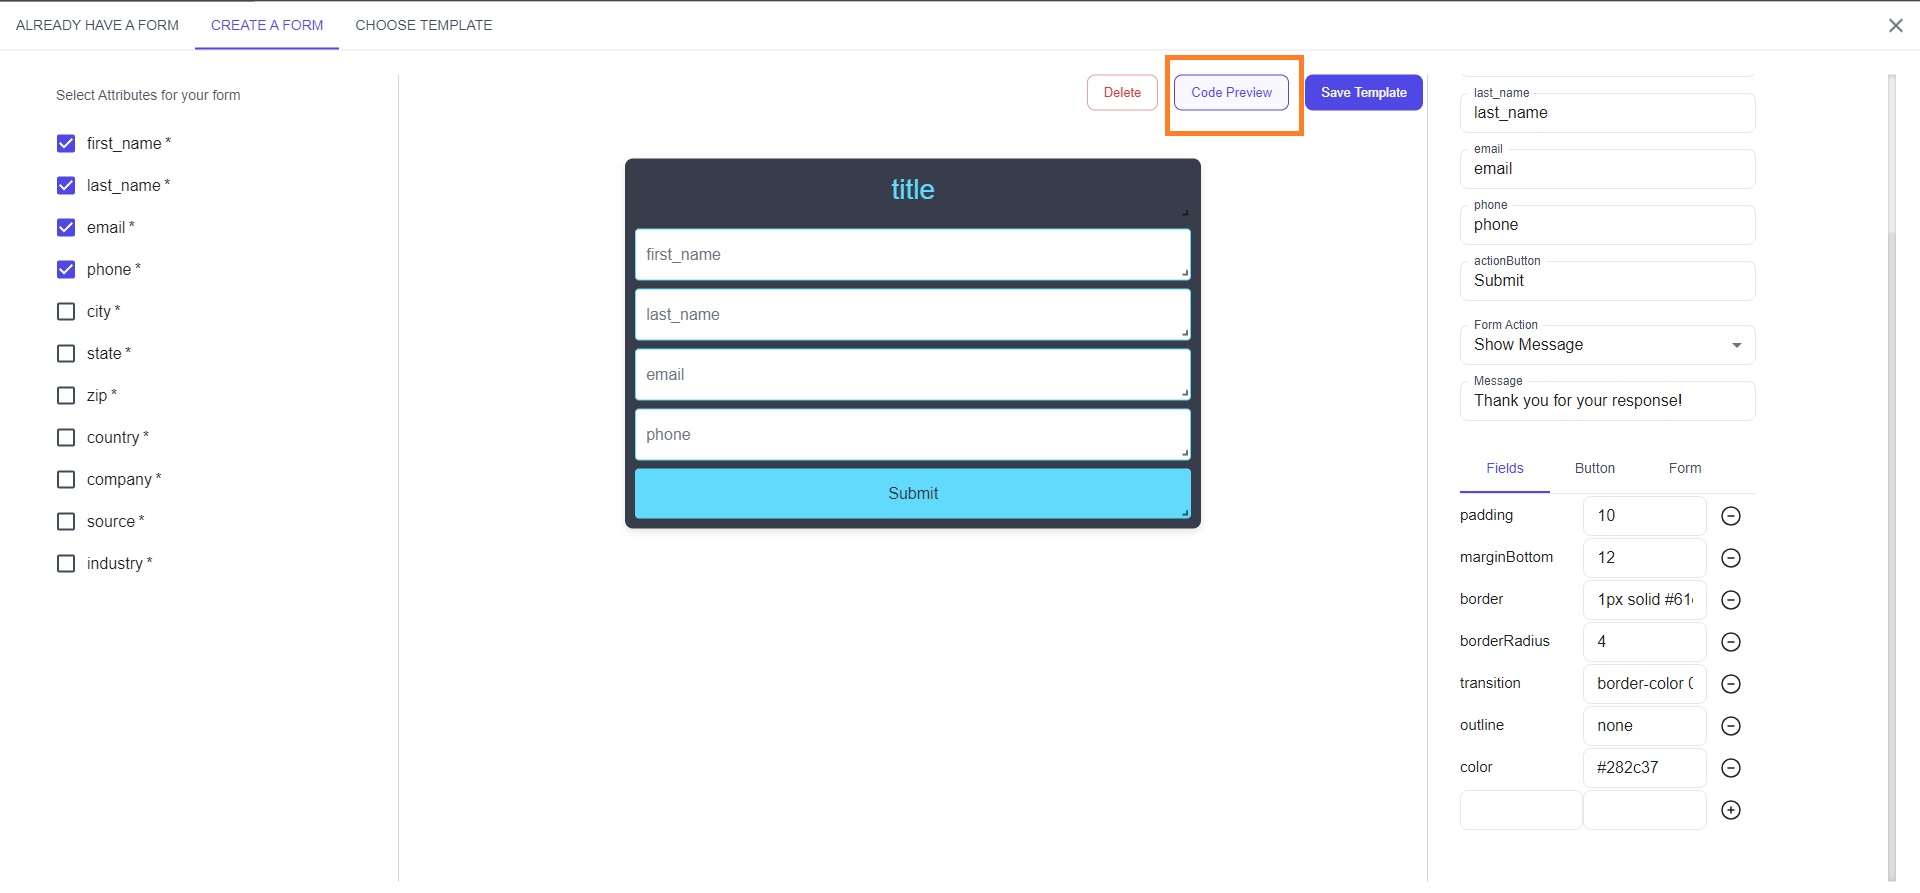 ALREADY HAVE A FORM
CREATE A FORM
CHOOSE TEMPLATE
Select Attributes for your form
first_name *
last_name *
email *
phone *
city *
state *
zip *
country *
company *
source *
industry *
Delete
Code Preview
Save Template
title
first_name
last_name
email
phone
Submit
last_name
last_name
email
email
phone
phone
actionButton
Submit
Form Action
Show Message
Message
Thank you for your response!
Fields
Button
Form
padding
10
marginBottom
12
border
1px solid #61
borderRadius
4
transition
border-color
outline
none
color
#282c37